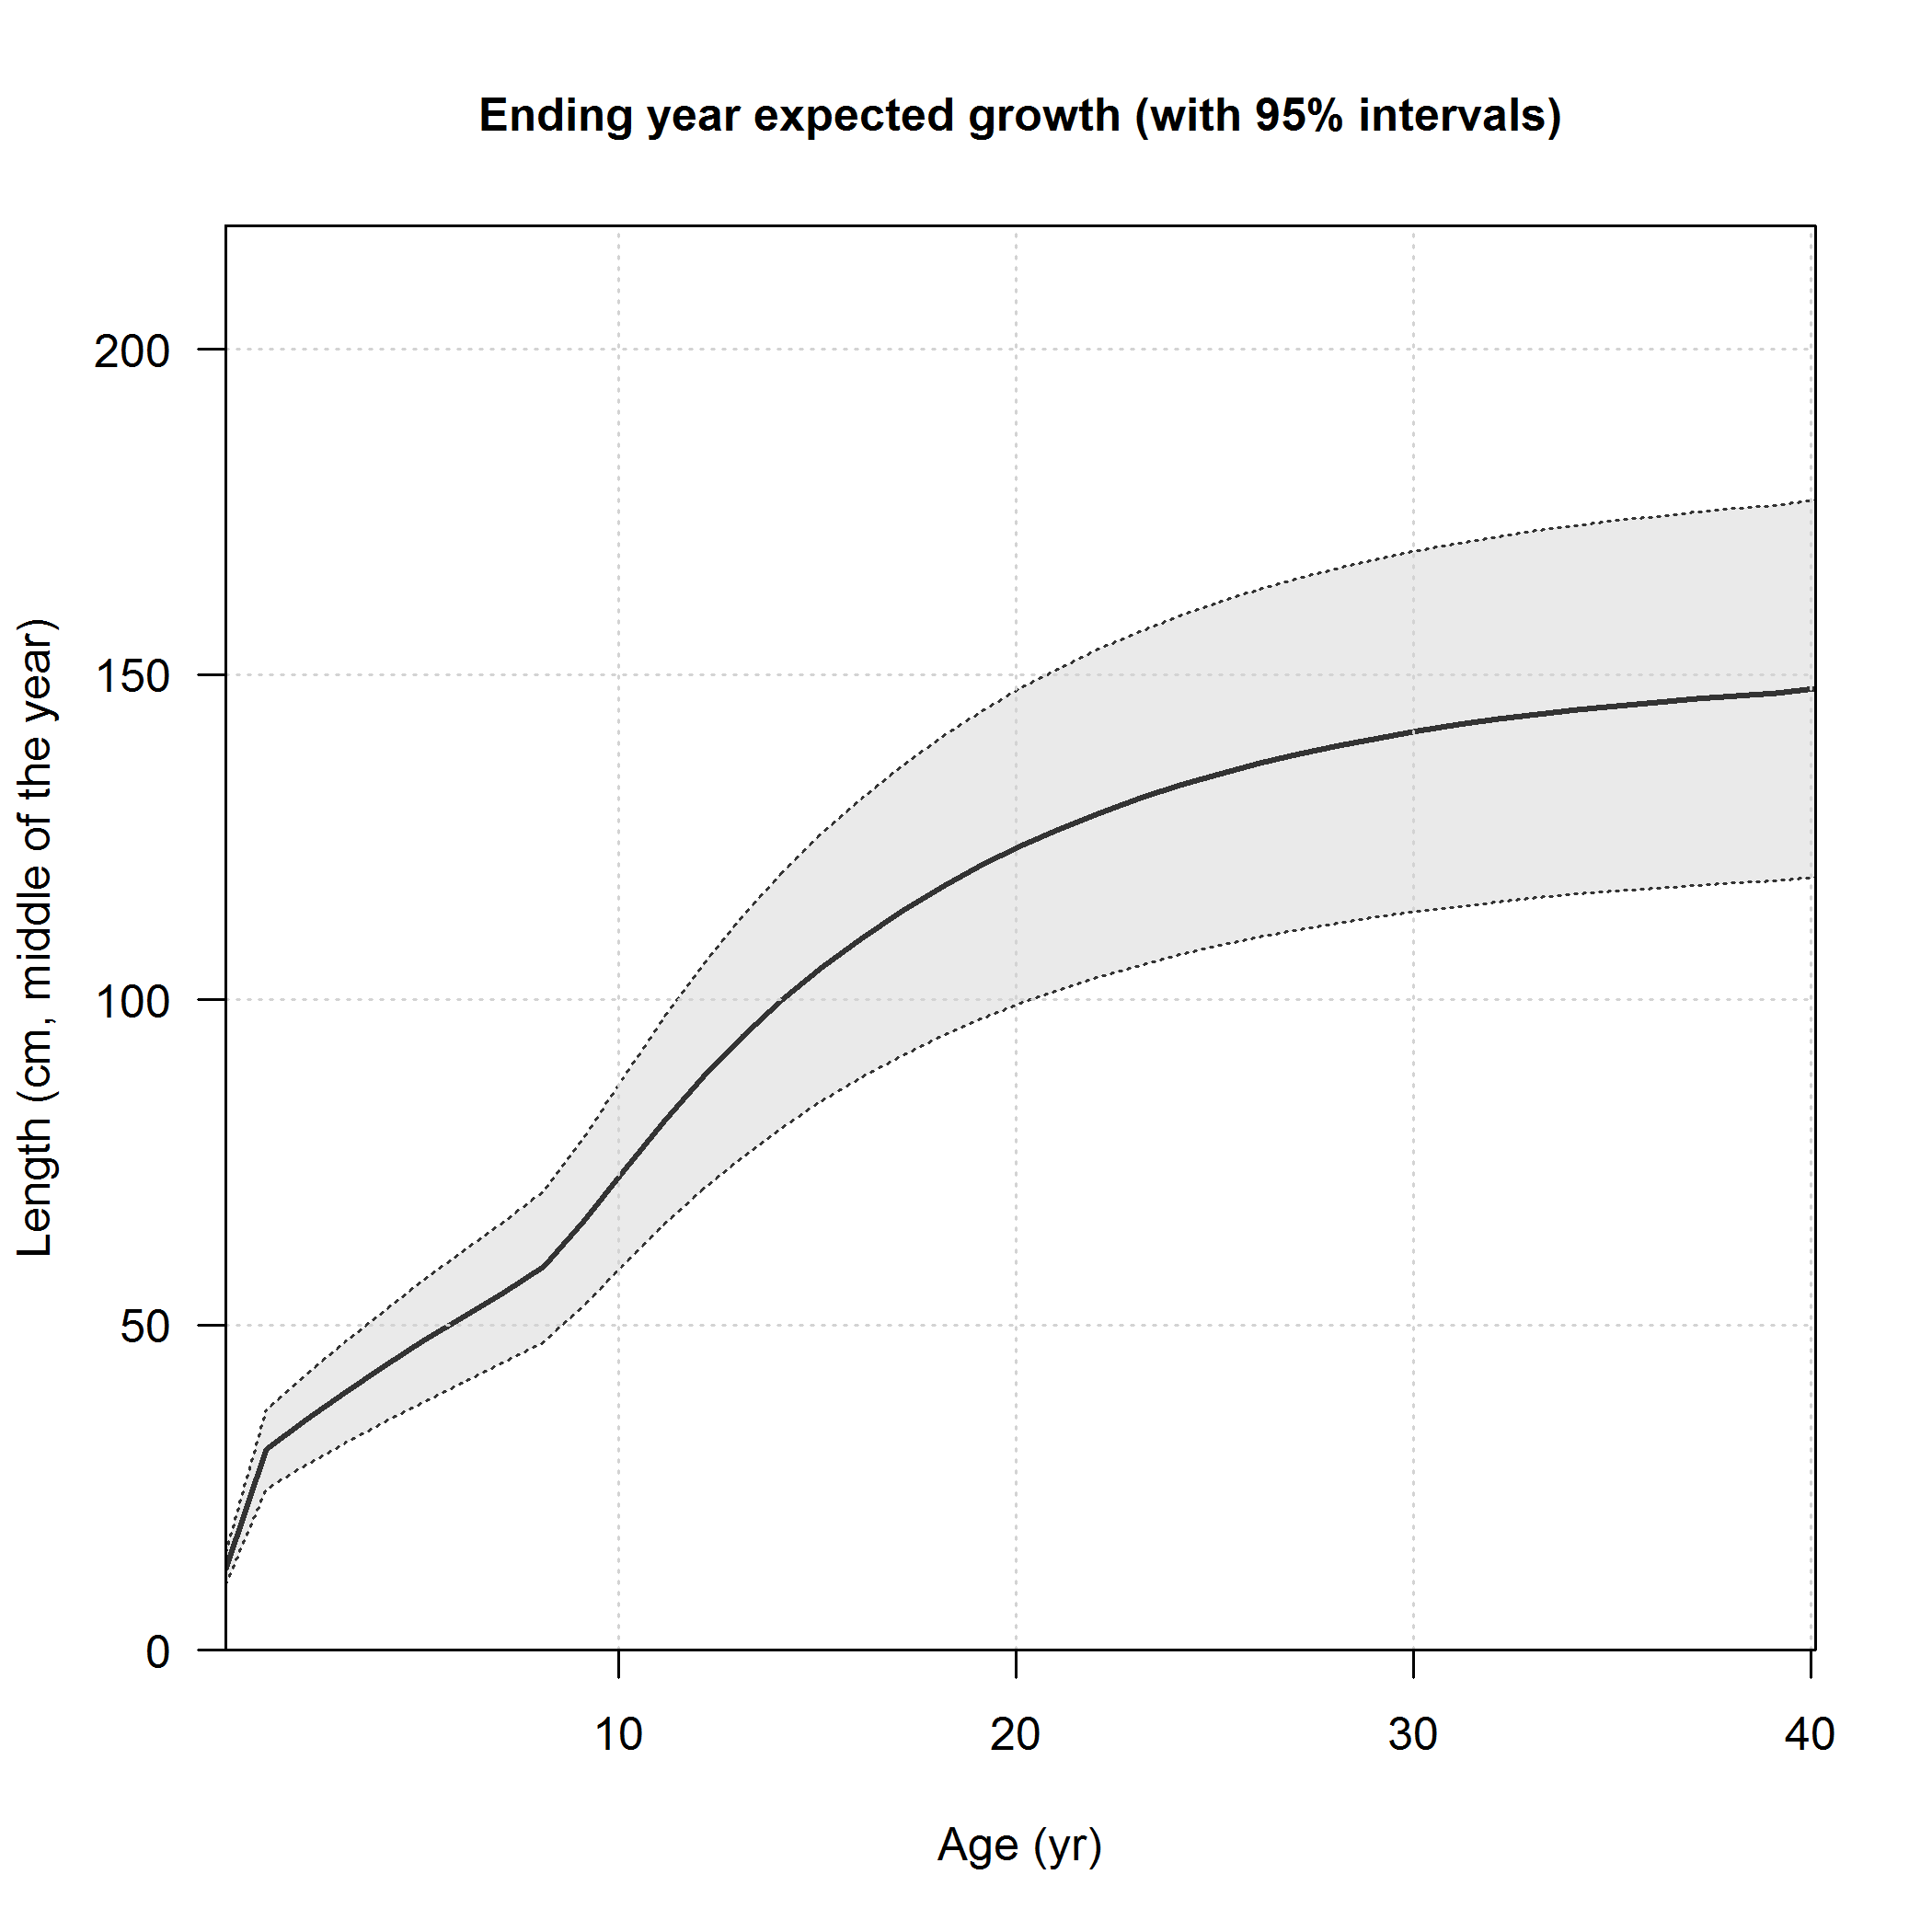 Ending year expected growth (with 95% intervals)
Length (cm, middle of the year)
200
150
100
50
0
10 20 30 40
Age (yr)